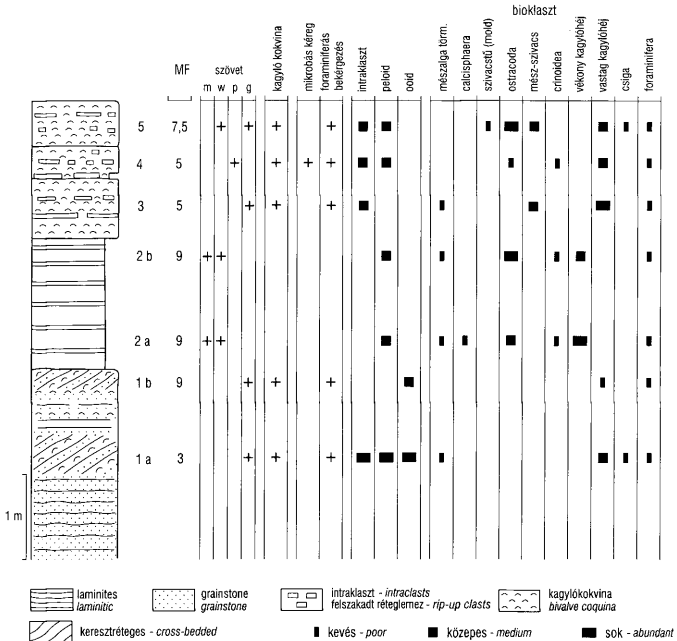 bioklaszt
MF
szövet
m w p g
kagyló kokvina
mikrobás kéreg
foraminiferás
bekérgezés
intraklaszt
peloid
ooid
mészalga törm.
calcisphaera
szivacstű (mold)
ostracoda
mész-szivacs
crinoidea
vékony kagylóhéj
vastag kagylóhéj
csiga
foraminifera
5 7,5 + + + +
4 5 + + + +
3 5 + + +
2 b 9 + +
2 a 9 + +
1 b 9 + + +
1 a 3 + + +
1 m
laminites
laminitic
grainstone
grainstone
intraklaszt - intraclasts
felszakadt réteglemez - rip-up clasts
kagylókokvina
bivalve coquina
keresztréteges - cross-bedded
kevés - poor
közepes - medium
sok - abundant